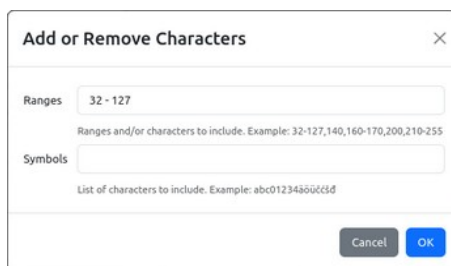 Add or Remove Characters
Ranges 32 - 127
Ranges and/or characters to include. Example: 32-127,140,160-170,200,210-255
Symbols
List of characters to include. Example: abc01234äöüčćšđ
Cancel OK